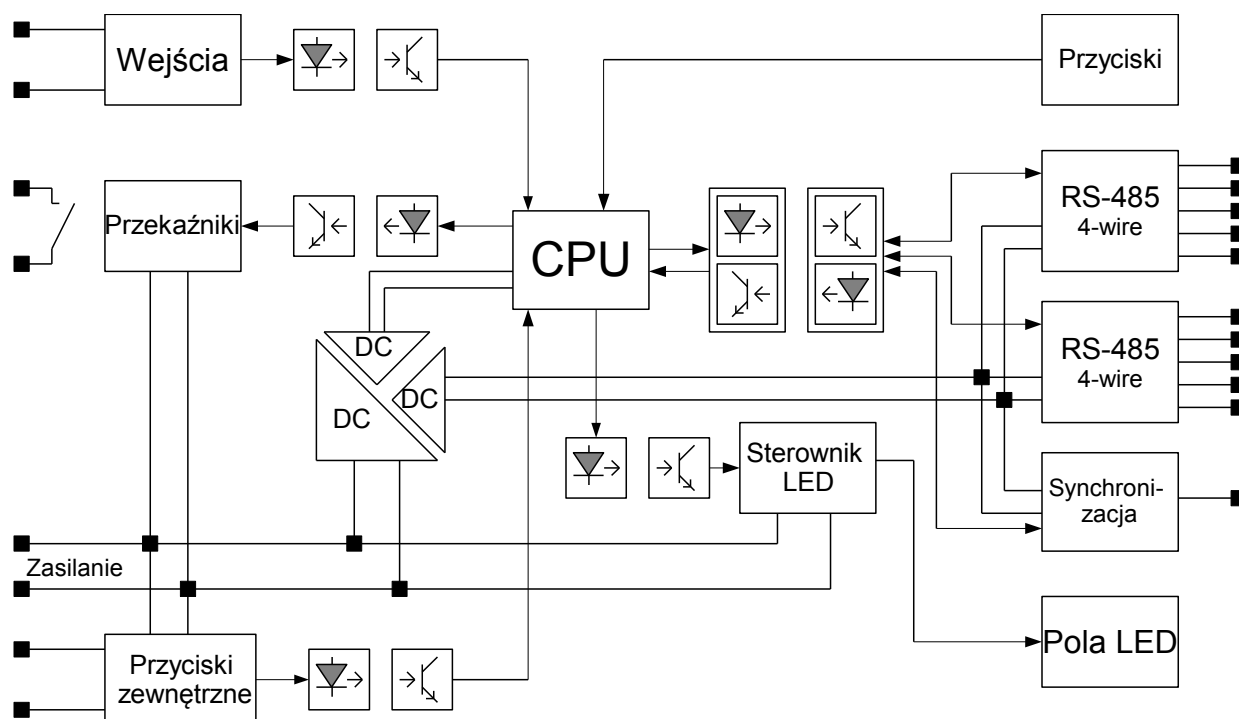 Wejścia
Przyciski
Przekaźniki
CPU
RS-485
4-wire
DC
DC
DC
RS-485
4-wire
Sterownik
LED
Synchroni-
zacja
Zasilanie
Przyciski
zewnętrzne
Pola LED